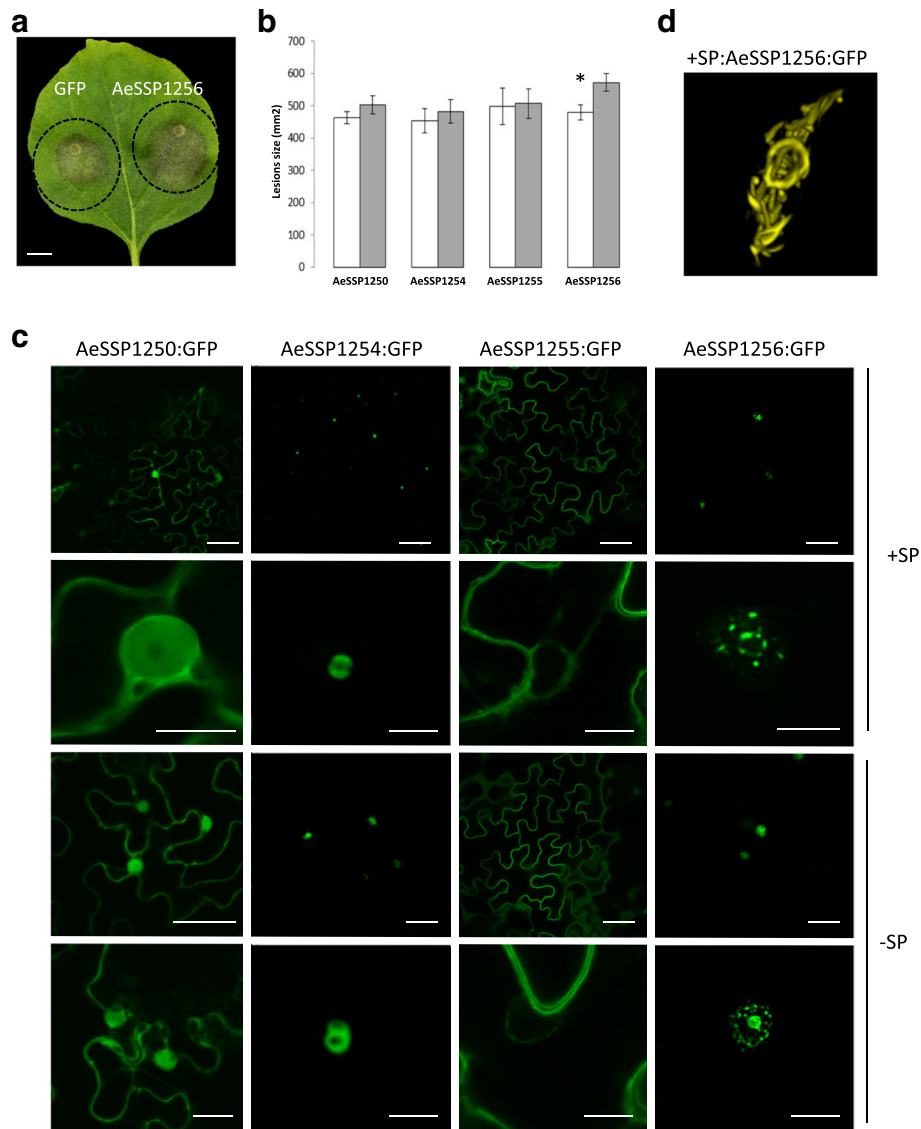 a
GFP AeSSP1256
b
Lesions size (mm2)
700
600
500
400
300
200
100
0
*
AeSSP1250 AeSSP1254 AeSSP1255 AeSSP1256
d
+SP:AeSSP1256:GFP
c
AeSSP1250:GFP AeSSP1254:GFP AeSSP1255:GFP AeSSP1256:GFP
+SP
-SP